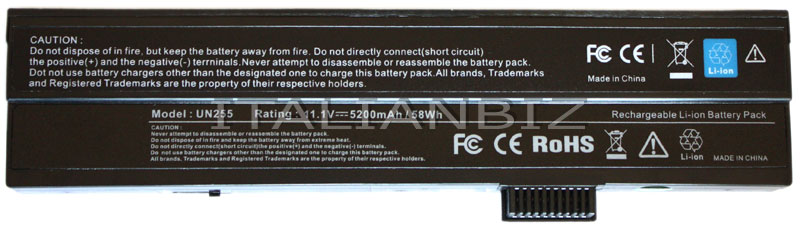 CAUTION :
Do not dispose of in fire, but keep the battery away from fire. Do not directly connect(short circuit)
the positive(+) and the negative(-) terminals.Never attempt to disassemble or reassemble the battery pack.
Dot not use battery chargers other than the designated one to charge this battery pack.All brands, Trademarks
and Registered Trademarks are the property of their respective owners.
FC CE
Li-ion
Made in China
Model : UN255 Rating : 11.1V 5200mAh/58Wh
Rechargeable Li-ion Battery Pack
ITALIANBIZ
CAUTION :
Never attempt to disassemble or reassemble the battery pack.
Do not dispose of in fire and keep the battery away from extreme heat.
Do not directly connect(short circuit)the positive(+) and the negative(-) terminals.
Do not use battery chargers other than the designated one to charge this battery pack.
All brands, Trademarks and Registered Trademarks are the property of their respective owners.
FC CE RoHS
Li-ion
MADE IN CHINA